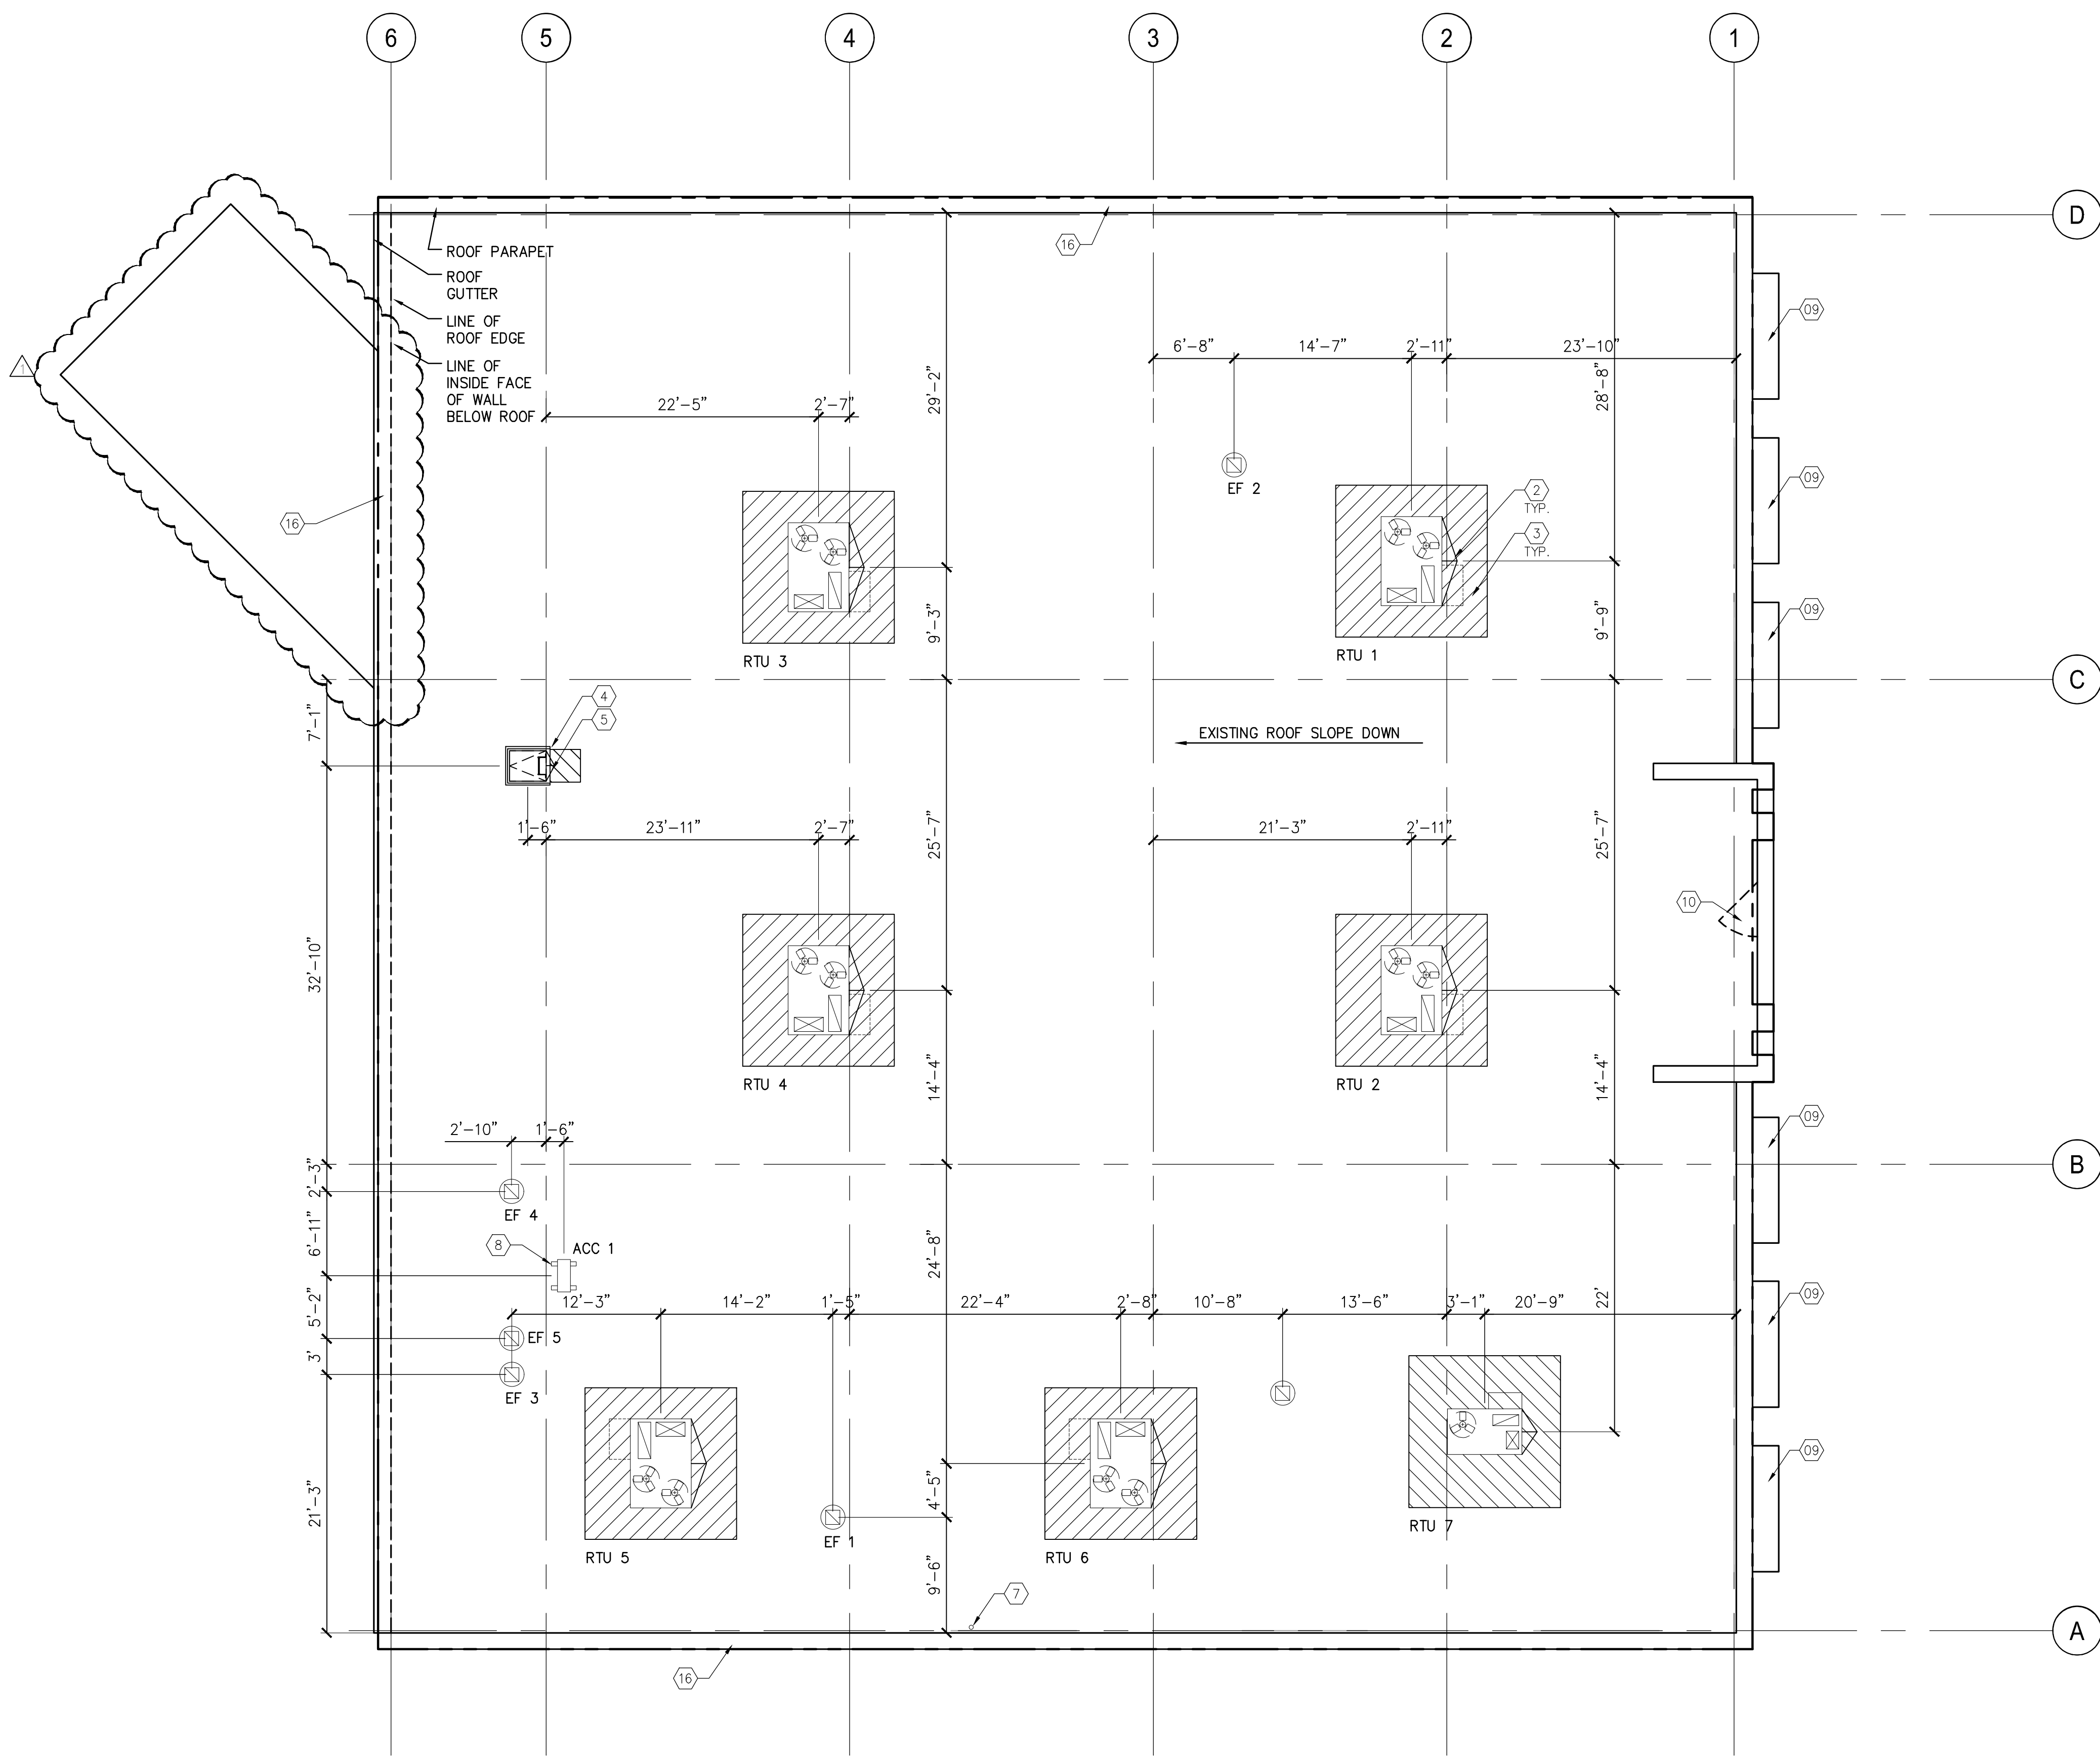 6
5
4
3
2
1
D
ROOF PARAPET
16
ROOF
GUTTER
LINE OF
ROOF EDGE
09
LINE OF
INSIDE FACE
OF WALL
BELOW ROOF
1
6'-8"
14'-7"
2'-11"
23'-10"
29'-2"
28'-8"
22'-5"
2'-7"
09
EF 2
2
TYP.
16
3
TYP.
9'-3"
9'-9"
09
RTU 3
RTU 1
C
4
5
7'-1"
EXISTING ROOF SLOPE DOWN
1'-6"
23'-11"
2'-7"
25'-7"
21'-3"
2'-11"
25'-7"
10
32'-10"
RTU 4
14'-4"
RTU 2
14'-4"
09
2'-10"
1'-6"
B
2'-3"
EF 4
6'-11"
8
ACC 1
24'-8"
09
5'-2"
12'-3"
14'-2"
1'-5"
22'-4"
2'-8"
10'-8"
13'-6"
3'-1"
20'-9"
22'
EF 5
3'
EF 3
09
21'-3"
4'-5"
EF 1
RTU 7
RTU 5
RTU 6
9'-6"
7
A
16